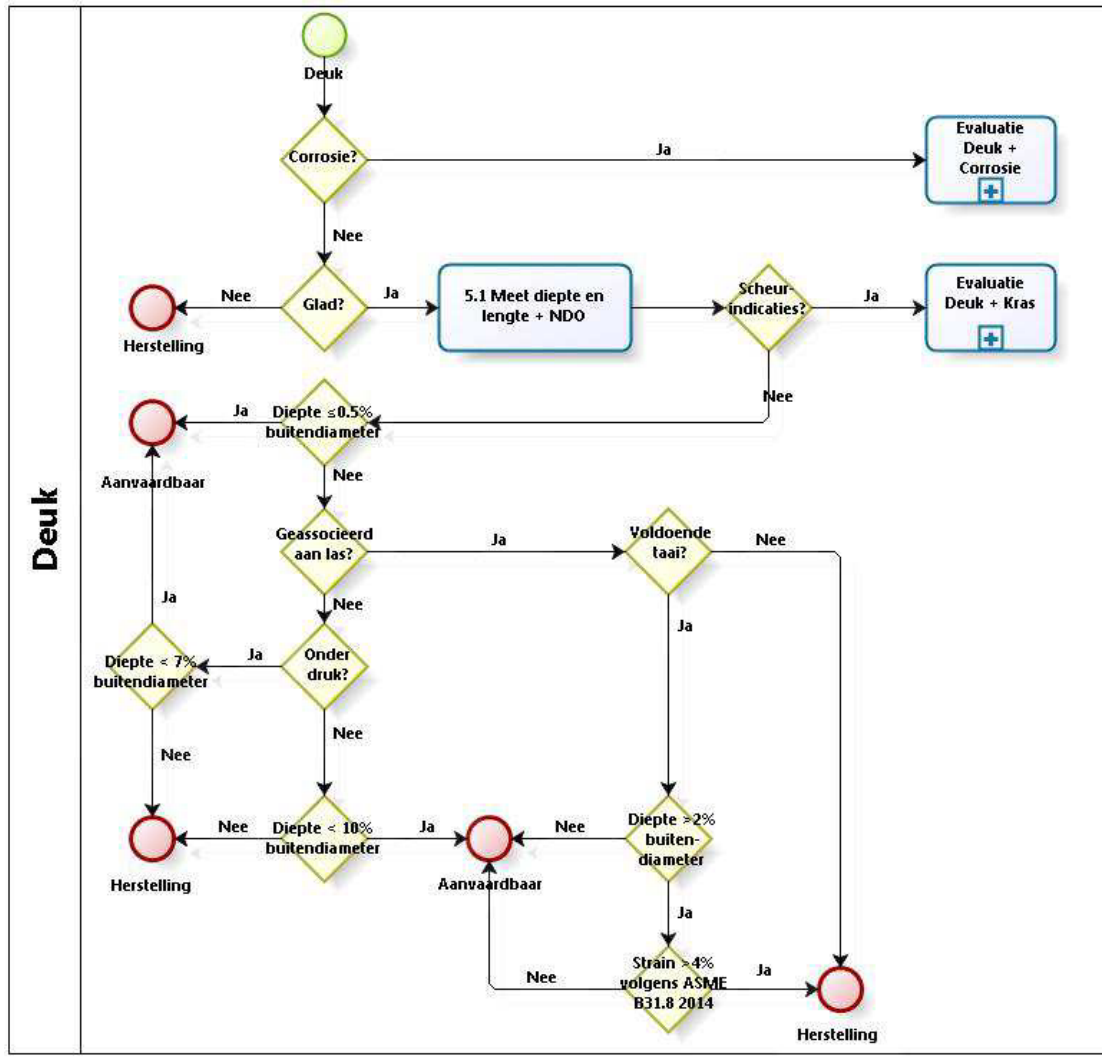 Deuk
Deuk
Corrosie?
Ja
Evaluatie
Deuk +
Corrosie
Nee
Nee
Glad?
Ja
5.1 Meet diepte en
lengte + NDO
Scheur-
indicaties?
Ja
Evaluatie
Deuk + Kras
Herstelling
Nee
Ja
Diepte ≤0.5%
buitendiameter
Aanvaardbaar
Nee
Geassocieerd
aan las?
Ja
Voldoende
taai?
Nee
Nee
Ja
Ja
Diepte < 7%
buitendiameter
Ja
Onder
druk?
Nee
Nee
Nee
Diepte < 10%
buitendiameter
Ja
Herstelling
Aanvaardbaar
Nee
Diepte >2%
buiten-
diameter
Ja
Nee
Strain >4%
volgens ASME
B31.8 2014
Ja
Herstelling